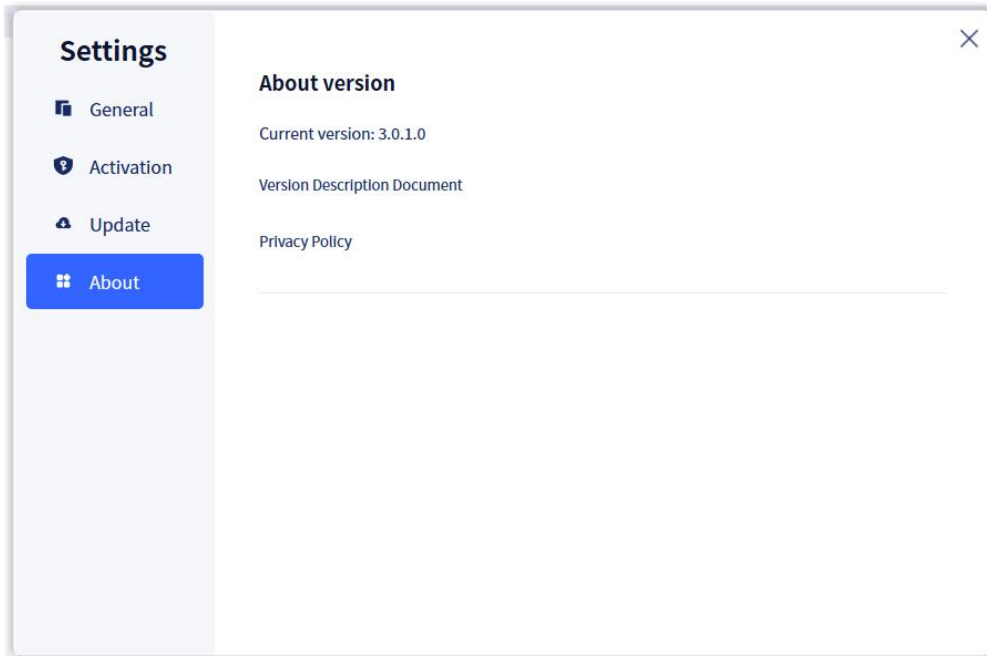 Settings
General
Activation
Update
About
About version
Current version: 3.0.1.0
Version Description Document
Privacy Policy